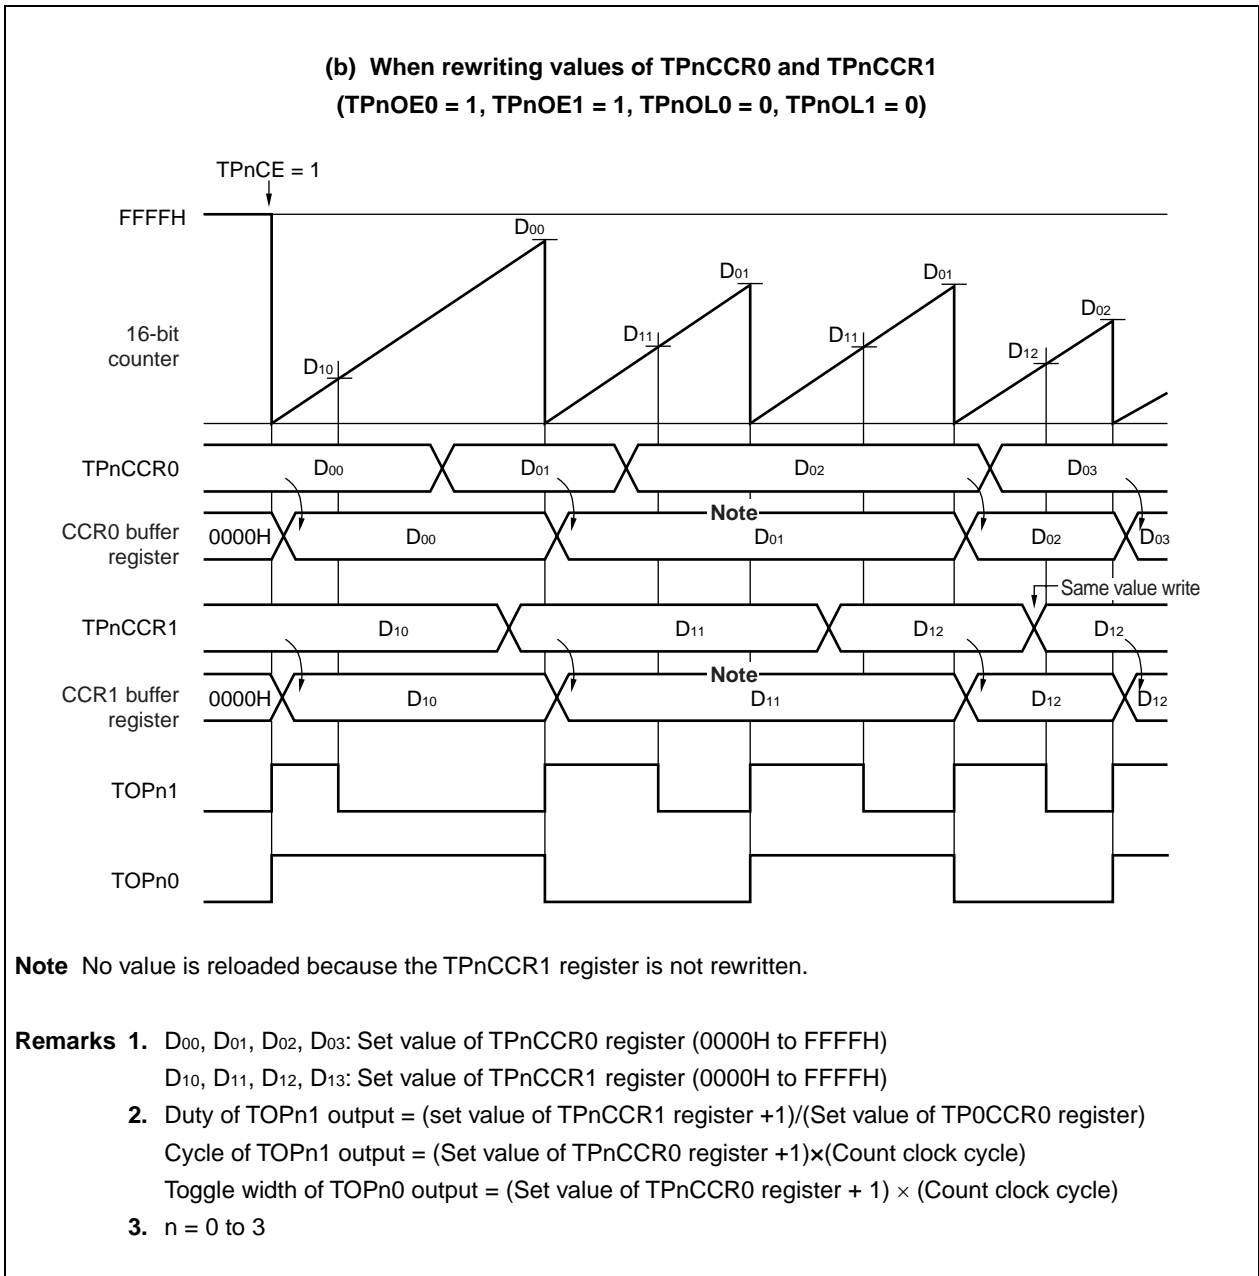 (b) When rewriting values of TPnCCR0 and TPnCCR1
(TPnOE0 = 1, TPnOE1 = 1, TPnOL0 = 0, TPnOL1 = 0)
TPnCE = 1
FFFFH
D00
D01
D01
D02
16-bit
counter
D10
D11
D11
D12
TPnCCR0
D00
D01
D02
D03
CCR0 buffer
register
0000H
D00
Note
D01
D02
D03
Same value write
TPnCCR1
D10
D11
D12
D12
CCR1 buffer
register
0000H
D10
Note
D11
D12
D12
TOPn1
TOPn0
Note No value is reloaded because the TPnCCR1 register is not rewritten.
Remarks 1. D00, D01, D02, D03: Set value of TPnCCR0 register (0000H to FFFFH)
D10, D11, D12, D13: Set value of TPnCCR1 register (0000H to FFFFH)
2. Duty of TOPn1 output = (set value of TPnCCR1 register +1)/(Set value of TP0CCR0 register)
Cycle of TOPn1 output = (Set value of TPnCCR0 register +1)×(Count clock cycle)
Toggle width of TOPn0 output = (Set value of TPnCCR0 register + 1) × (Count clock cycle)
3. n = 0 to 3